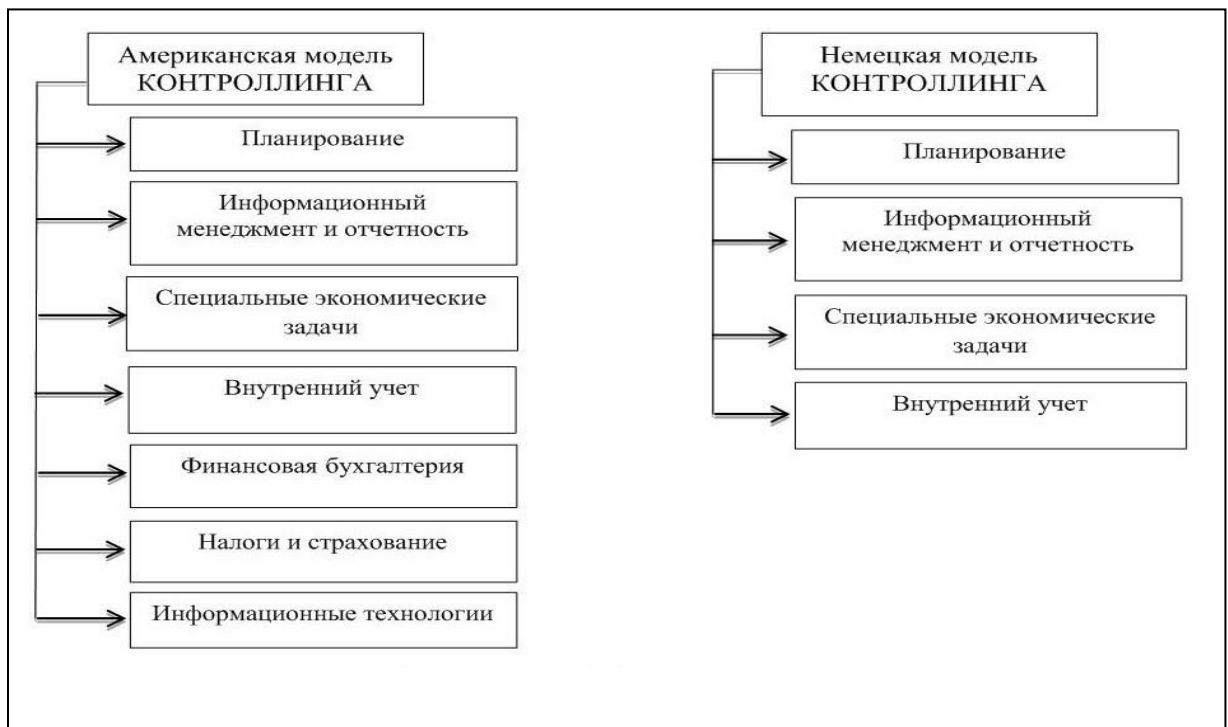 Американская модель
КОНТРОЛЛИНГА
Планирование
Информационный
менеджмент и отчетность
Специальные экономические
задачи
Внутренний учет
Финансовая бухгалтерия
Налоги и страхование
Информационные технологии
Немецкая модель
КОНТРОЛЛИНГА
Планирование
Информационный
менеджмент и отчетность
Специальные экономические
задачи
Внутренний учет